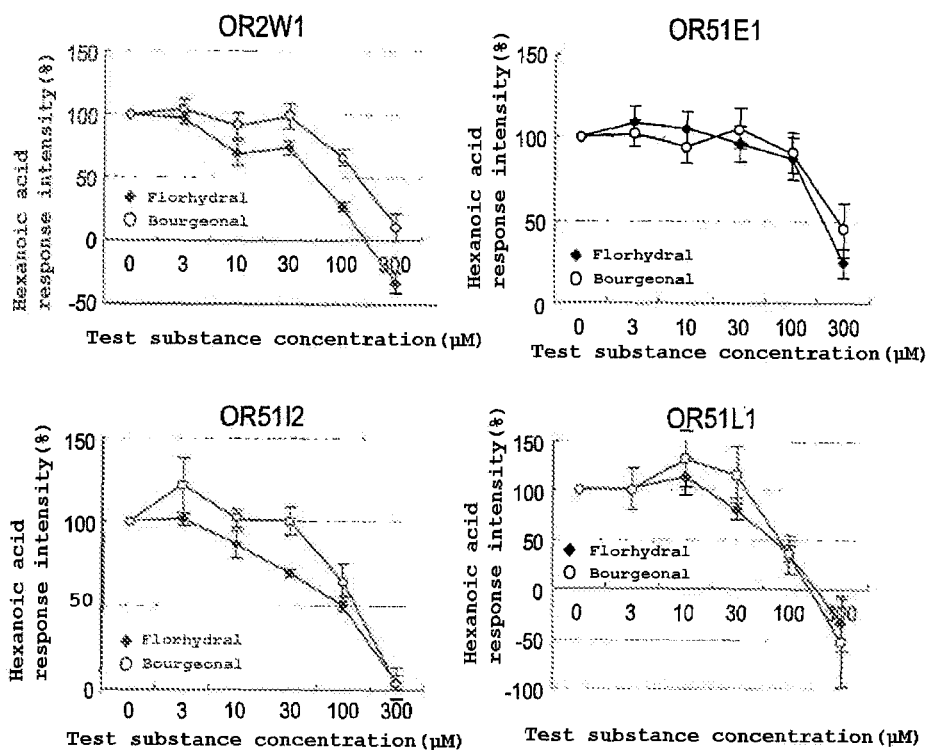 OR2W1
Hexanoic acid
response intensity(%)
150
100
50
0
-50
Florhydral
Bourgeonal
0 3 10 30 100 300
Test substance concentration(µM)
OR51E1
Hexanoic acid
response intensity(%)
150
100
50
0
Florhydral
Bourgeonal
0 3 10 30 100 300
Test substance concentration(µM)
OR51I2
Hexanoic acid
response intensity(%)
150
100
50
0
Florhydral
Bourgeonal
0 3 10 30 100 300
Test substance concentration(µM)
OR51L1
Hexanoic acid
response intensity(%)
150
100
50
0
-50
-100
Florhydral
Bourgeonal
0 3 10 30 100
Test substance concentration(µM)